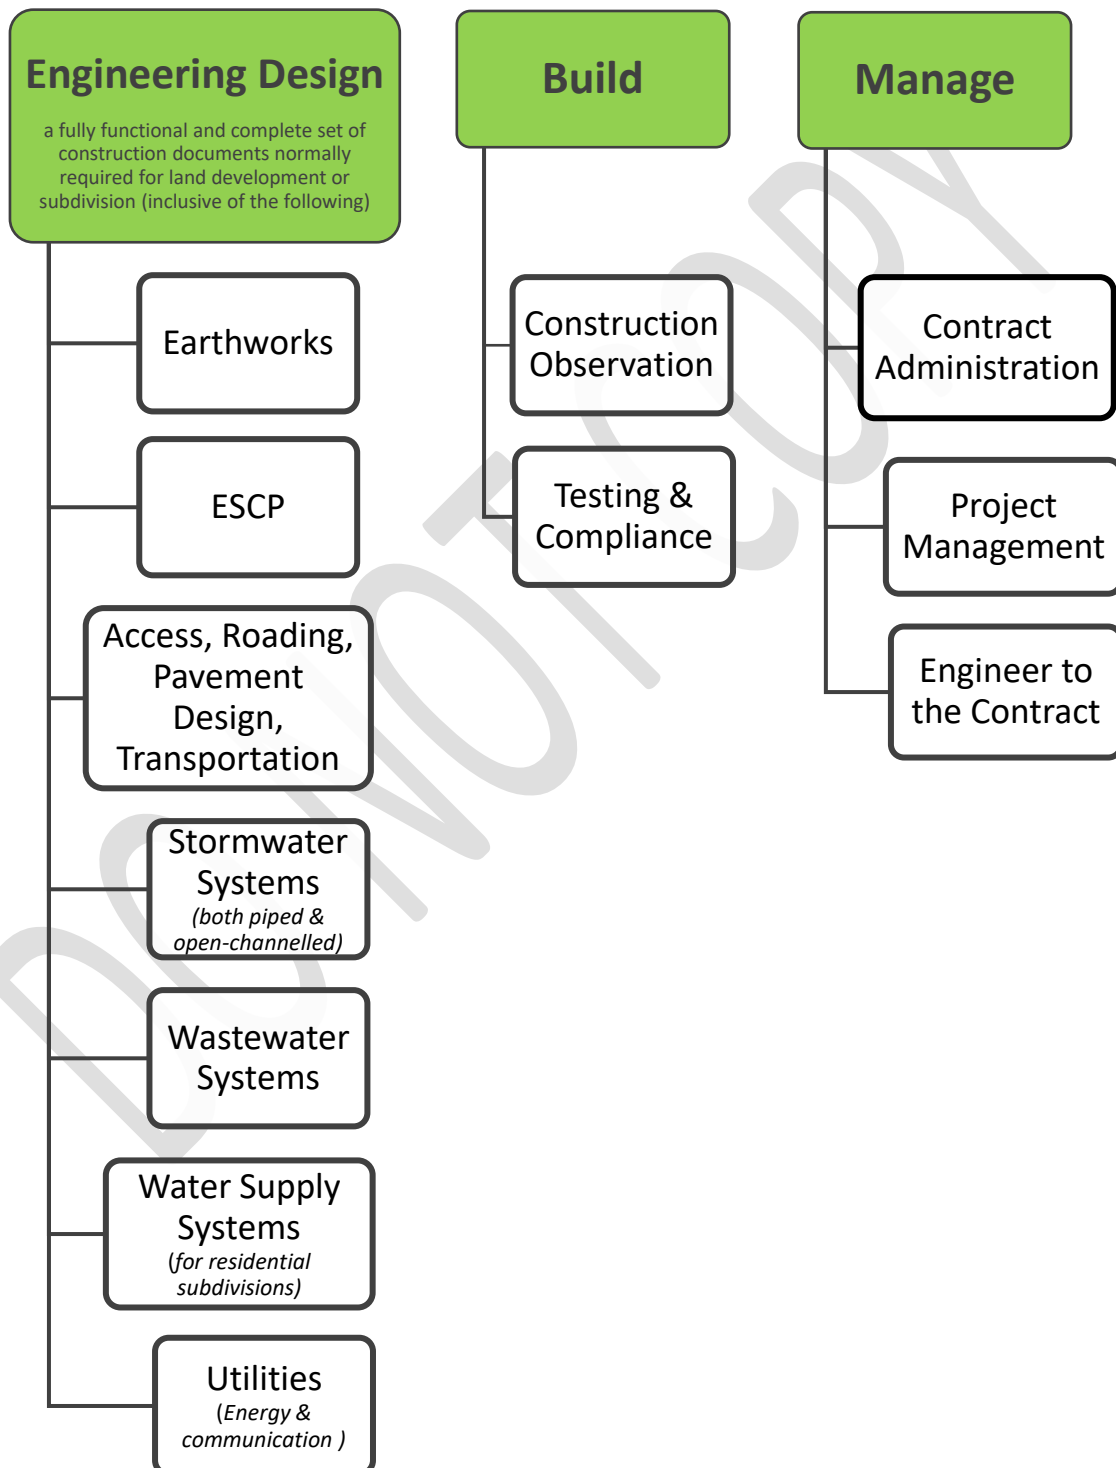 Engineering Design
a fully functional and complete set of
construction documents normally
required for land development or
subdivision (inclusive of the following)
Earthworks
ESCP
Access, Roading,
Pavement
Design,
Transportation
Stormwater
Systems
(both piped &
open-channelled)
Wastewater
Systems
Water Supply
Systems
(for residential
subdivisions)
Utilities
(Energy &
communication )
Build
Construction
Observation
Testing &
Compliance
Manage
Contract
Administration
Project
Management
Engineer to
the Contract
DO NOT COPY